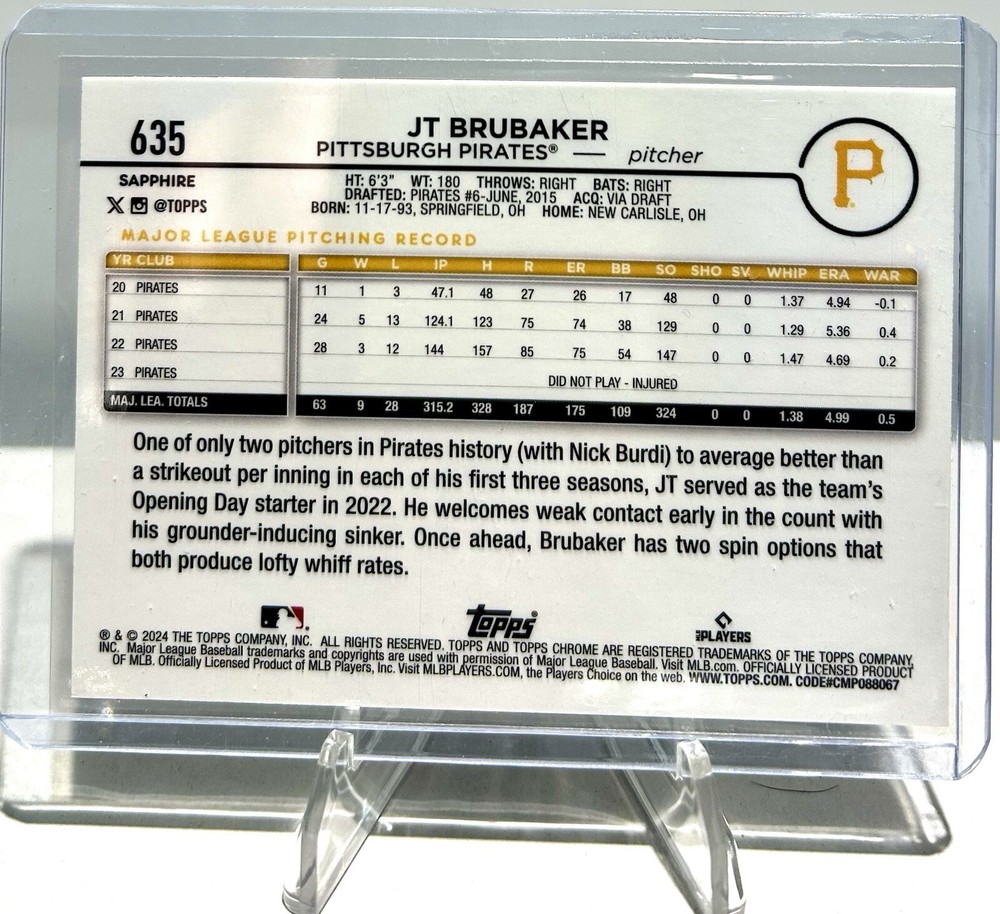 635
JT BRUBAKER
PITTSBURGH PIRATES® — pitcher
P
SAPPHIRE
X @TOPPS
HT: 6'3" WT: 180 THROWS: RIGHT BATS: RIGHT
DRAFTED: PIRATES #6-JUNE, 2015 ACQ: VIA DRAFT
BORN: 11-17-93, SPRINGFIELD, OH HOME: NEW CARLISLE, OH
MAJOR LEAGUE PITCHING RECORD
YR CLUB G W L IP H R ER BB SO SHO SV WHIP ERA WAR
20 PIRATES 11 1 3 47.1 48 27 26 17 48 0 0 1.37 4.94 -0.1
21 PIRATES 24 5 13 124.1 123 75 74 38 129 0 0 1.29 5.36 0.4
22 PIRATES 28 3 12 144 157 85 75 54 147 0 0 1.47 4.69 0.2
23 PIRATES DID NOT PLAY - INJURED
MAJ. LEA. TOTALS 63 9 28 315.2 328 187 175 109 324 0 0 1.38 4.99 0.5
One of only two pitchers in Pirates history (with Nick Burdi) to average better than
a strikeout per inning in each of his first three seasons, JT served as the team's
Opening Day starter in 2022. He welcomes weak contact early in the count with
his grounder-inducing sinker. Once ahead, Brubaker has two spin options that
both produce lofty whiff rates.
topps
PLAYERS
® & © 2024 THE TOPPS COMPANY, INC. ALL RIGHTS RESERVED. TOPPS AND TOPPS CHROME ARE REGISTERED TRADEMARKS OF THE TOPPS COMPANY,
INC. Major League Baseball trademarks and copyrights are used with permission of Major League Baseball. Visit MLB.com. OFFICIALLY LICENSED PRODUCT
OF MLB. Officially Licensed Product of MLB Players, Inc. Visit MLBPLAYERS.COM, the Players Choice on the web. WWW.TOPPS.COM. CODE#CMP088067